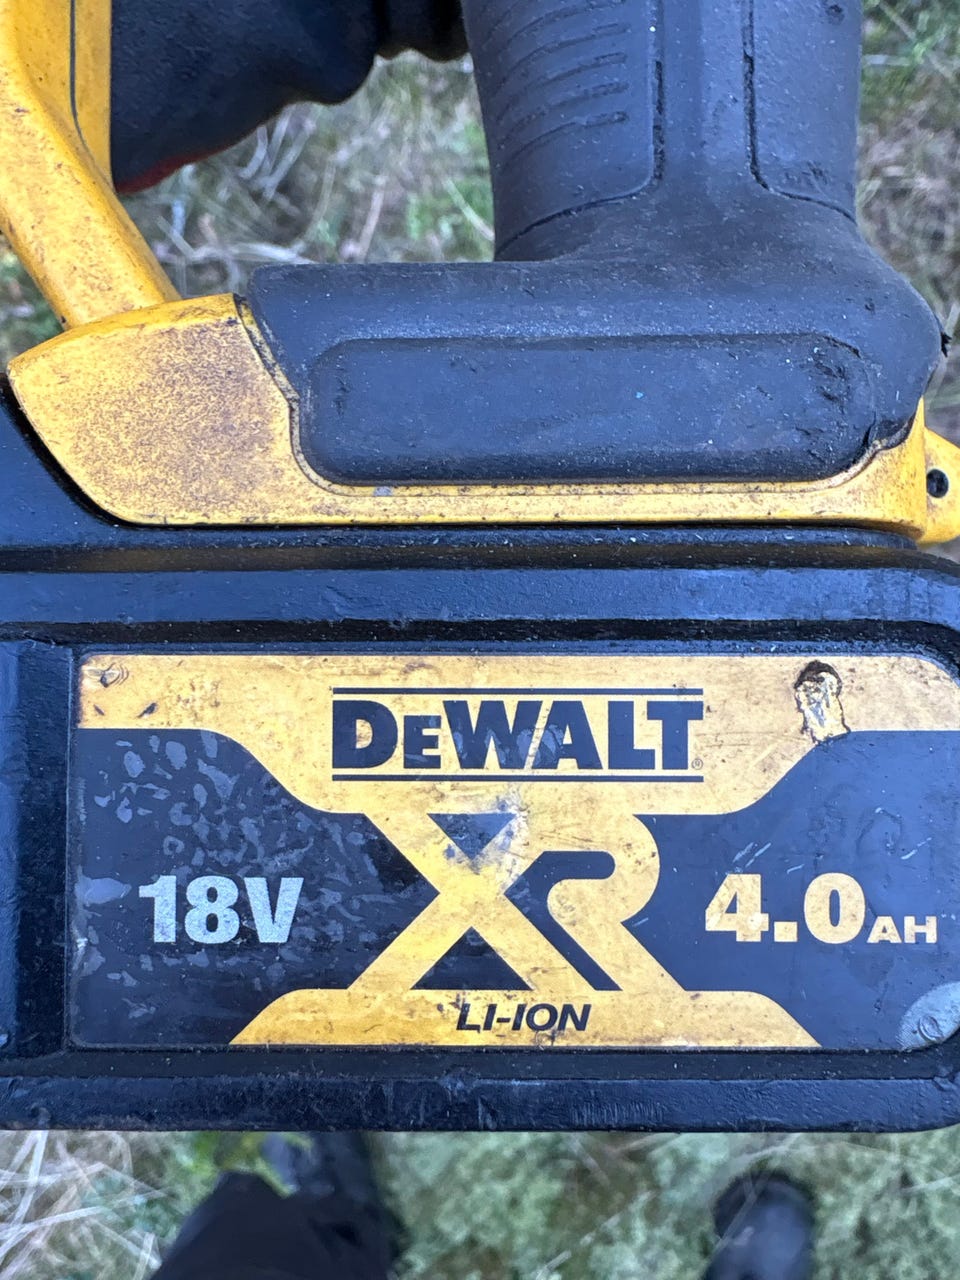 DEWALT®
XR
18V
4.0AH
LI-ION